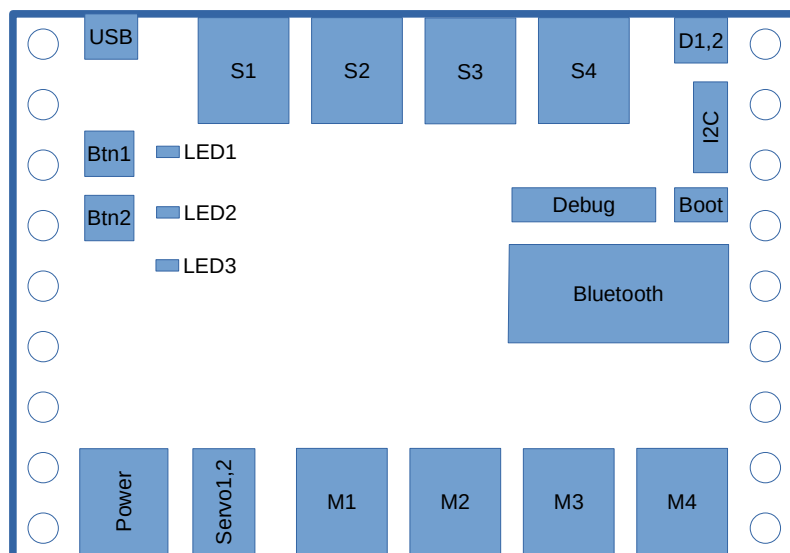 USB
S1
S2
S3
S4
D1,2
I2C
Btn1
LED1
Btn2
LED2
Debug
Boot
LED3
Bluetooth
Power
Servo1,2
M1
M2
M3
M4